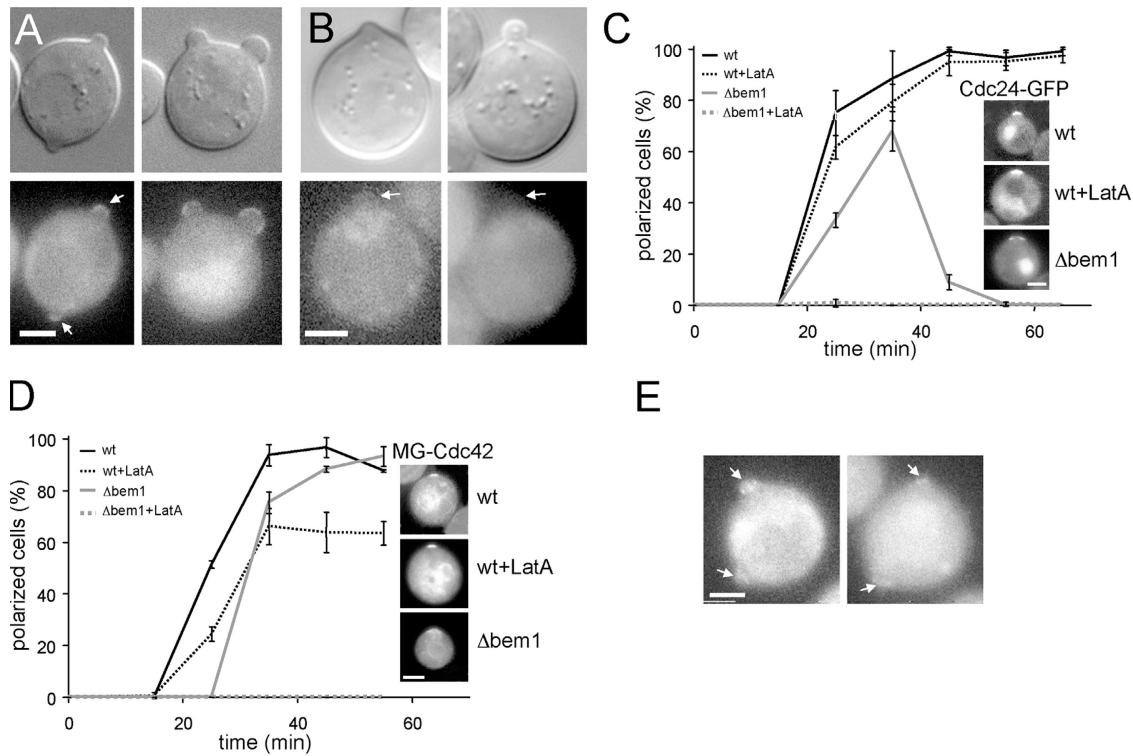 A
B
C
100
80
60
40
20
0
0
20
40
60
polarized cells (%)
time (min)
wt
wt+LatA
Δbem1
Δbem1+LatA
Cdc24-GFP
wt
wt+LatA
Δbem1
D
100
80
60
40
20
0
0
20
40
60
polarized cells (%)
time (min)
wt
wt+LatA
Δbem1
Δbem1+LatA
MG-Cdc42
wt
wt+LatA
Δbem1
E